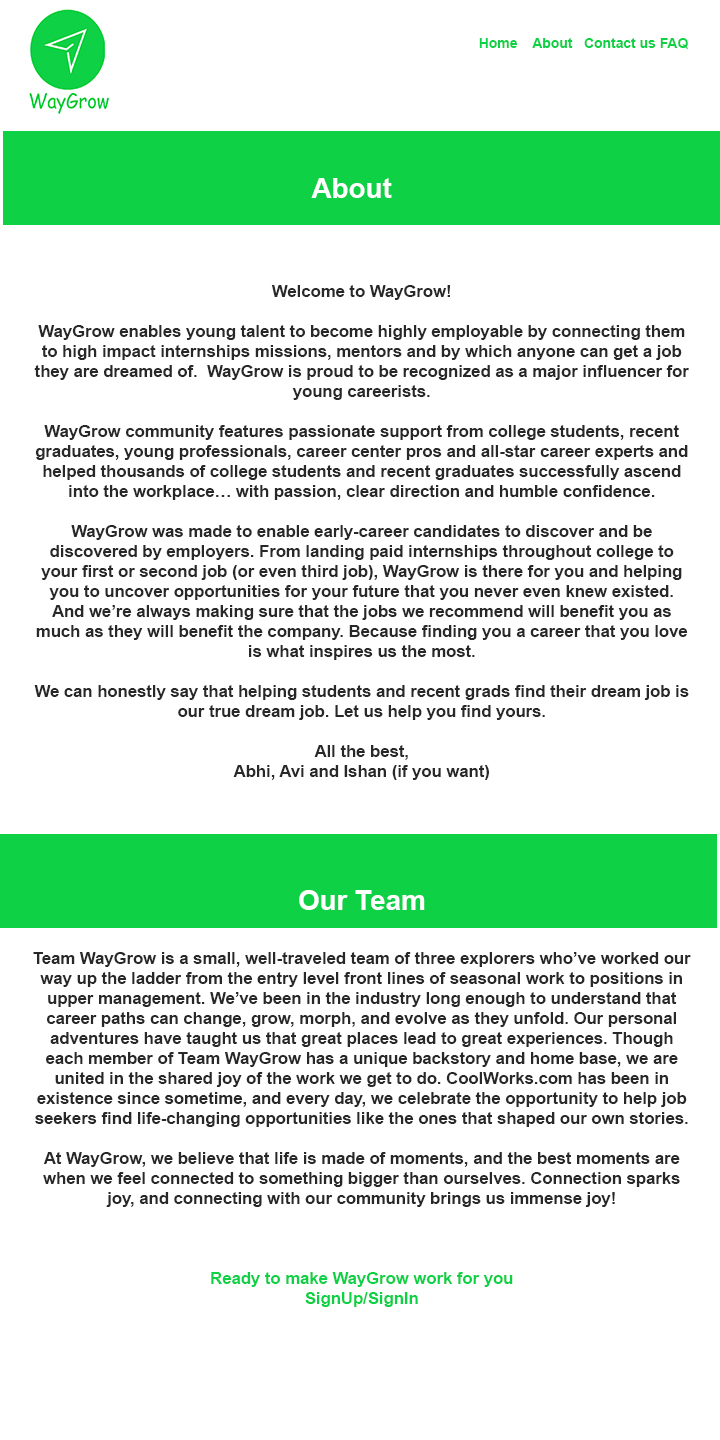 WayGrow
Home About Contact us FAQ
About
Welcome to WayGrow!
WayGrow enables young talent to become highly employable by connecting them
to high impact internships missions, mentors and by which anyone can get a job
they are dreamed of.  WayGrow is proud to be recognized as a major influencer for
young careerists.
WayGrow community features passionate support from college students, recent
graduates, young professionals, career center pros and all-star career experts and
helped thousands of college students and recent graduates successfully ascend
into the workplace… with passion, clear direction and humble confidence.
WayGrow was made to enable early-career candidates to discover and be
discovered by employers. From landing paid internships throughout college to
your first or second job (or even third job), WayGrow is there for you and helping
you to uncover opportunities for your future that you never even knew existed.
And we’re always making sure that the jobs we recommend will benefit you as
much as they will benefit the company. Because finding you a career that you love
is what inspires us the most.
We can honestly say that helping students and recent grads find their dream job is
our true dream job. Let us help you find yours.
All the best,
Abhi, Avi and Ishan (if you want)
Our Team
Team WayGrow is a small, well-traveled team of three explorers who’ve worked our
way up the ladder from the entry level front lines of seasonal work to positions in
upper management. We’ve been in the industry long enough to understand that
career paths can change, grow, morph, and evolve as they unfold. Our personal
adventures have taught us that great places lead to great experiences. Though
each member of Team WayGrow has a unique backstory and home base, we are
united in the shared joy of the work we get to do. CoolWorks.com has been in
existence since sometime, and every day, we celebrate the opportunity to help job
seekers find life-changing opportunities like the ones that shaped our own stories.
At WayGrow, we believe that life is made of moments, and the best moments are
when we feel connected to something bigger than ourselves. Connection sparks
joy, and connecting with our community brings us immense joy!
Ready to make WayGrow work for you
SignUp/SignIn